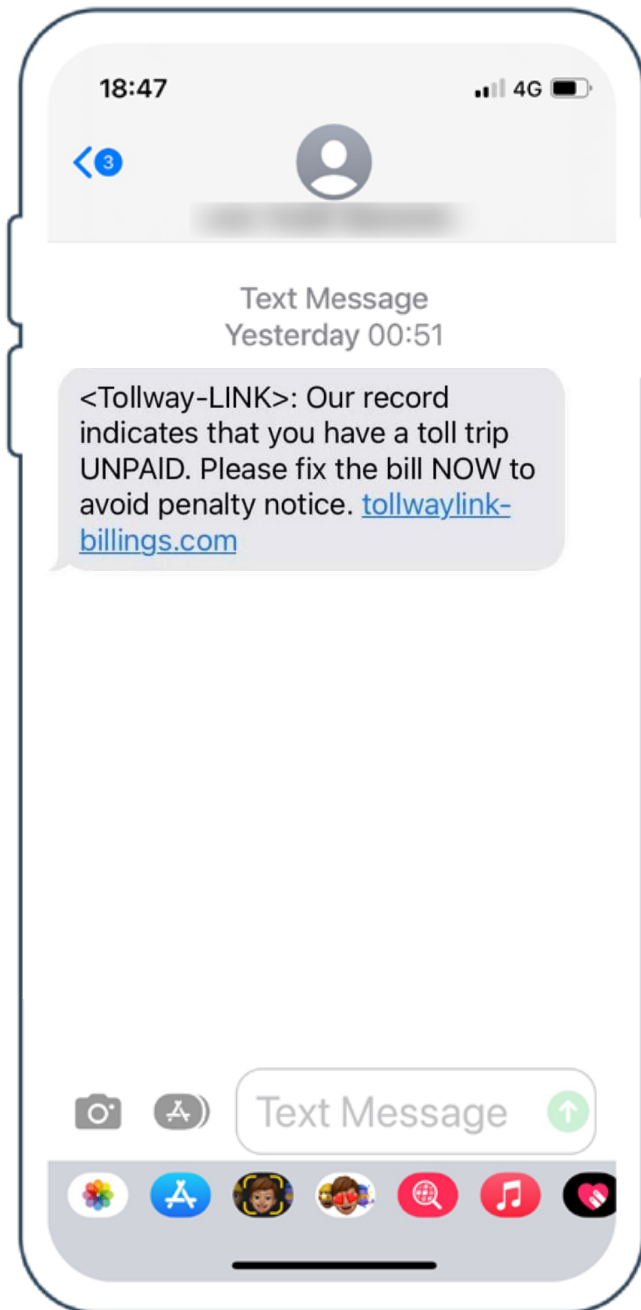 18:47
4G
3
Text Message
Yesterday 00:51
<Tollway-LINK>: Our record
indicates that you have a toll trip
UNPAID. Please fix the bill NOW to
avoid penalty notice. tollwaylink-
billings.com
Text Message